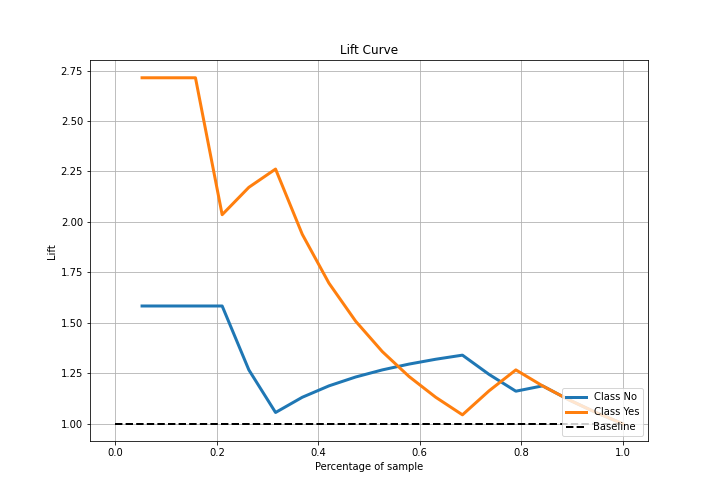 Lift Curve
Lift
2.75
2.50
2.25
2.00
1.75
1.50
1.25
1.00
0.0 0.2 0.4 0.6 0.8 1.0
Percentage of sample
Class No
Class Yes
Baseline